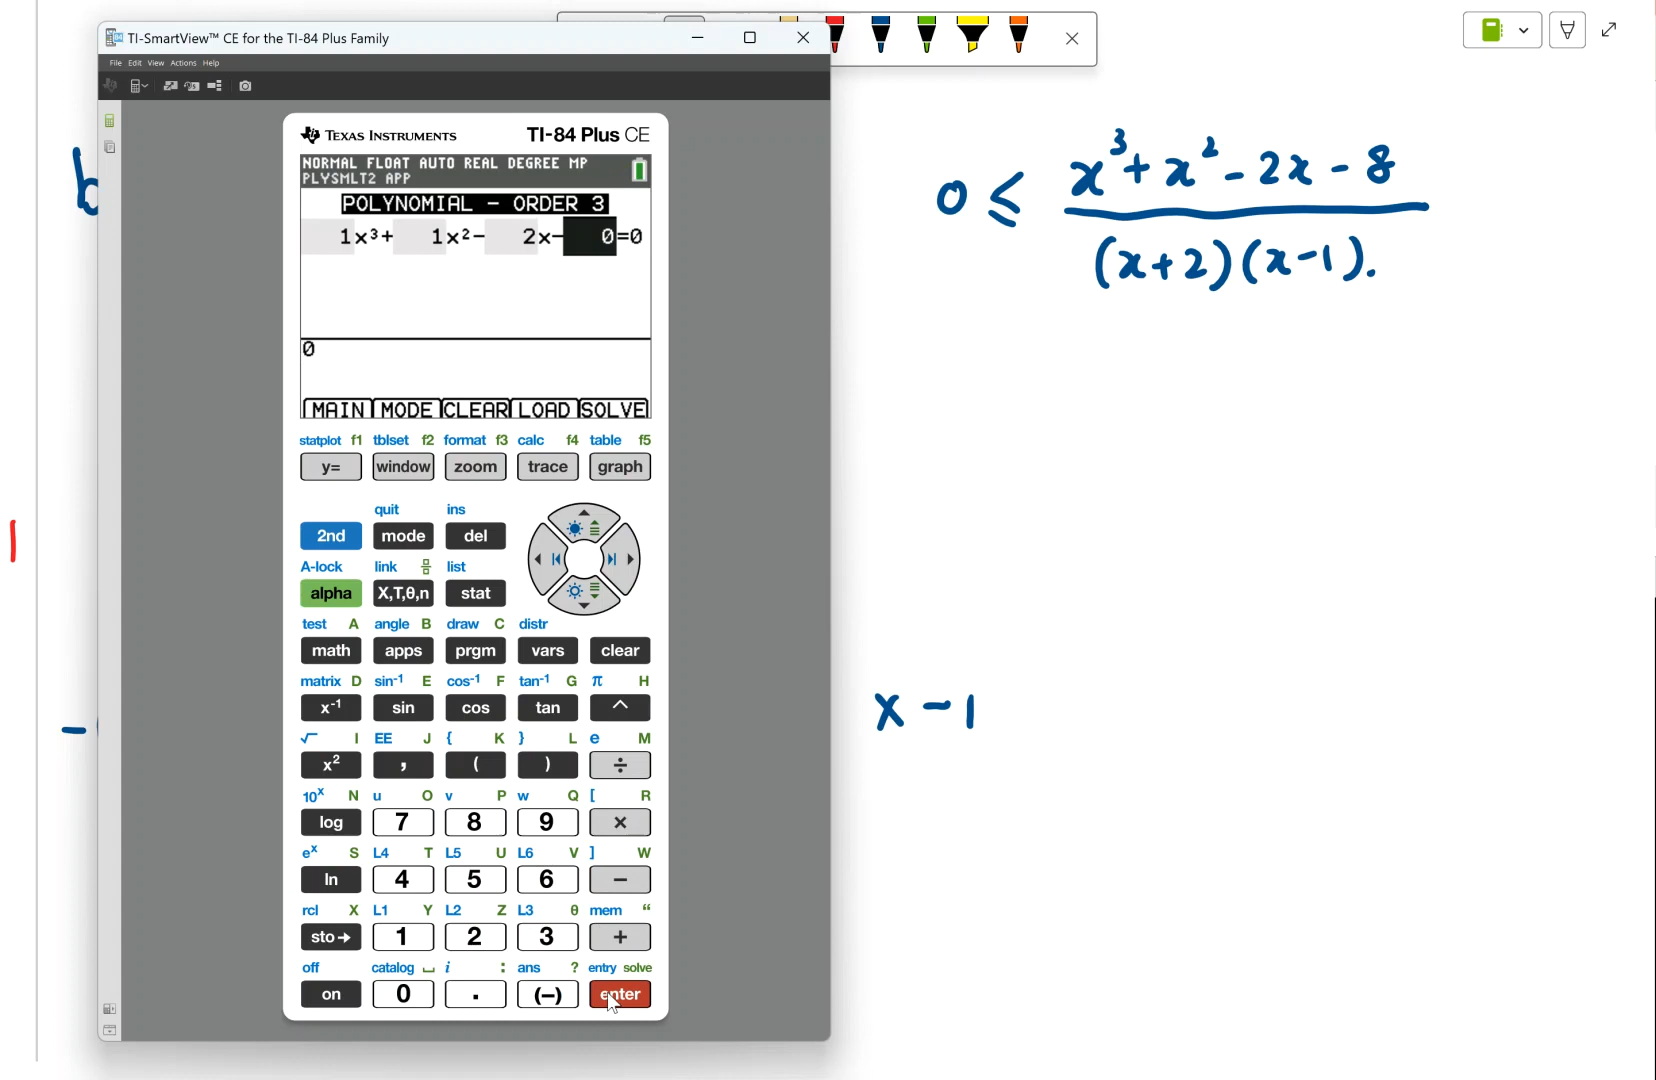 TI-SmartView™ CE for the TI-84 Plus Family
File Edit View Actions Help
TEXAS INSTRUMENTS TI-84 Plus CE
NORMAL FLOAT AUTO REAL DEGREE MP
PLYSMLT2 APP
POLYNOMIAL - ORDER 3
1x³+ 1x²- 2x- 0=0
0
MAIN MODE CLEAR LOAD SOLVE
statplot f1 tblset f2 format f3 calc f4 table f5
y= window zoom trace graph
quit ins
2nd mode del
A-lock link list
alpha X,T,θ,n stat
test A angle B draw C distr
math apps prgm vars clear
matrix D sin⁻¹ E cos⁻¹ F tan⁻¹ G π H
x⁻¹ sin cos tan ^
√ I EE J { K } L e M
x² , ( ) ÷
10ˣ N u O v P w Q [ R
log 7 8 9 ×
eˣ S L4 T L5 U L6 V ] W
ln 4 5 6 −
rcl X L1 Y L2 Z L3 θ mem “
sto→ 1 2 3 +
off catalog ⎵ i : ans ? entry solve
on 0 . (−) enter
b
1
-
0 ≤ x³ + x² - 2x - 8
(x+2)(x-1).
x - 1